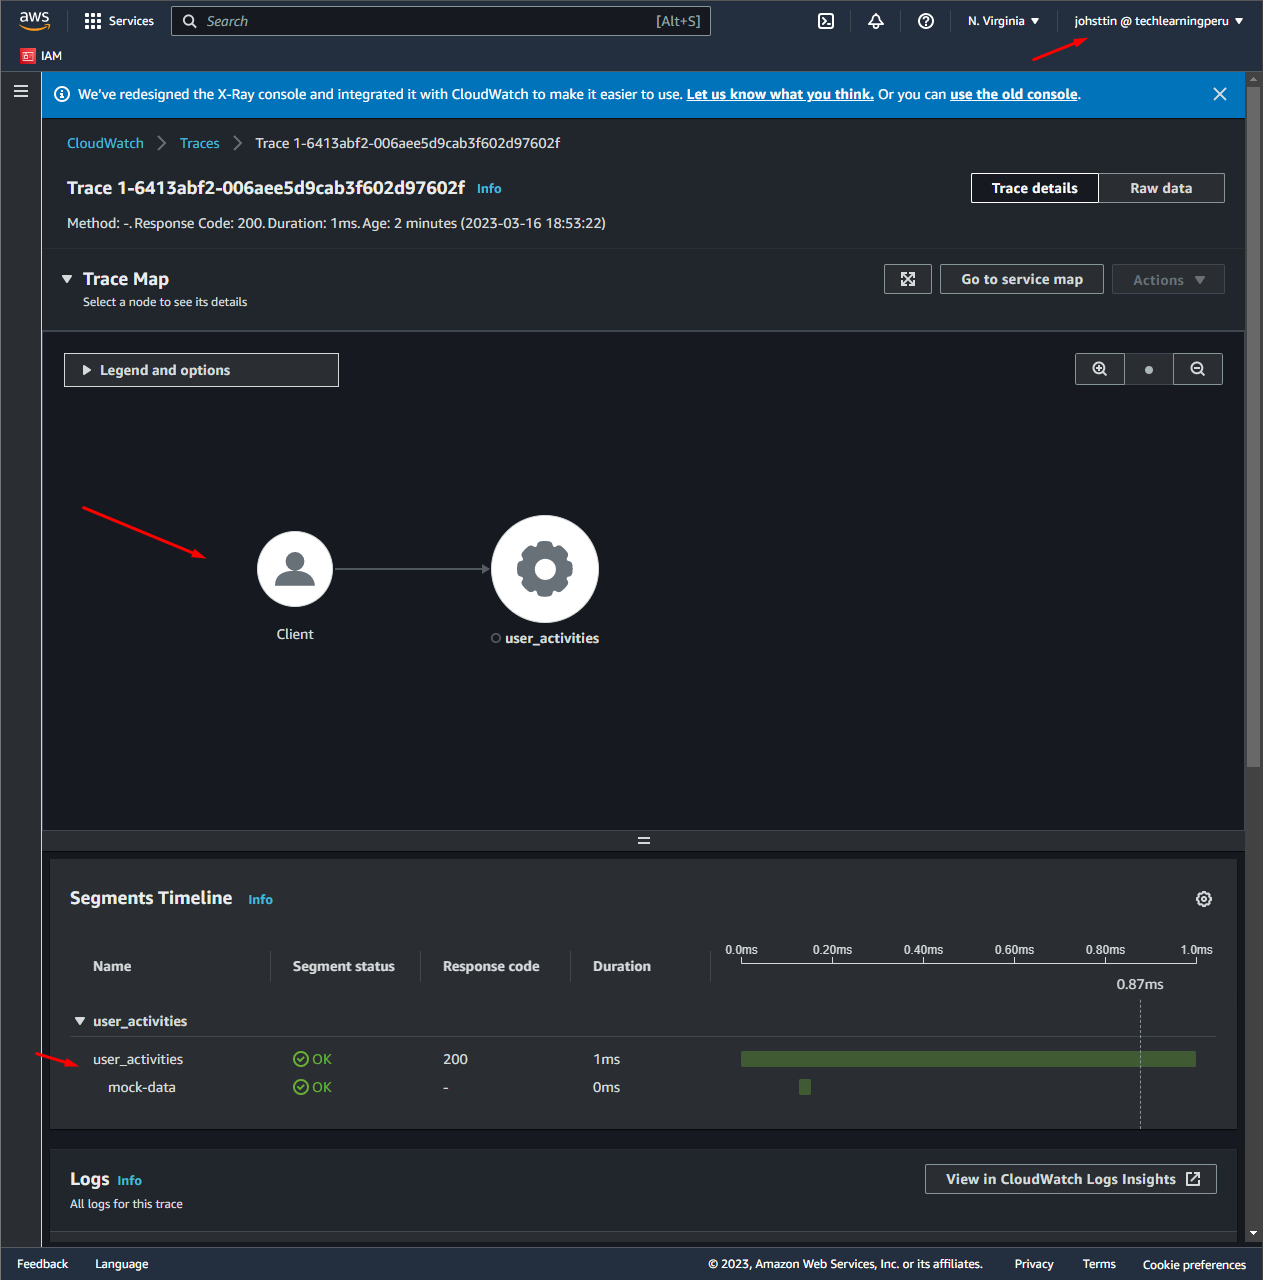 aws
Services
Search
[Alt+S]
N. Virginia
johsttin @ techlearningperu
IAM
We've redesigned the X-Ray console and integrated it with CloudWatch to make it easier to use. Let us know what you think. Or you can use the old console.
CloudWatch
Traces
Trace 1-6413abf2-006aee5d9cab3f602d97602f
Trace 1-6413abf2-006aee5d9cab3f602d97602f
Info
Trace details
Raw data
Method: -. Response Code: 200. Duration: 1ms. Age: 2 minutes (2023-03-16 18:53:22)
Trace Map
Select a node to see its details
Go to service map
Actions
Legend and options
Client
user_activities
Segments Timeline
Info
Name
Segment status
Response code
Duration
0.0ms
0.20ms
0.40ms
0.60ms
0.80ms
1.0ms
0.87ms
user_activities
user_activities
OK
200
1ms
mock-data
OK
-
0ms
Logs
Info
All logs for this trace
View in CloudWatch Logs Insights
Feedback
Language
© 2023, Amazon Web Services, Inc. or its affiliates.
Privacy
Terms
Cookie preferences